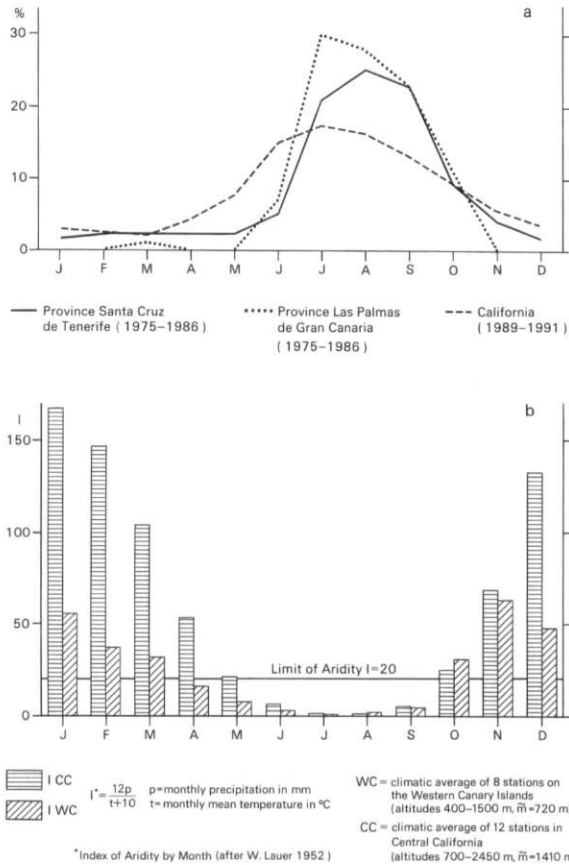 %
a
30
20
10
0
J F M A M J J A S O N D
Province Santa Cruz
de Tenerife (1975–1986)
Province Las Palmas
de Gran Canaria
(1975–1986)
California
(1989–1991)
I
b
150
100
50
0
Limit of Aridity I=20
J F M A M J J A S O N D
I CC
I WC
I*= 12p
t+10
p=monthly precipitation in mm
t=monthly mean temperature in °C
WC = climatic average of 8 stations on
the Western Canary Islands
(altitudes 400–1500 m, m̃=720 m
CC = climatic average of 12 stations in
Central California
(altitudes 700–2450 m, m̃=1410 m
*Index of Aridity by Month (after W. Lauer 1952)